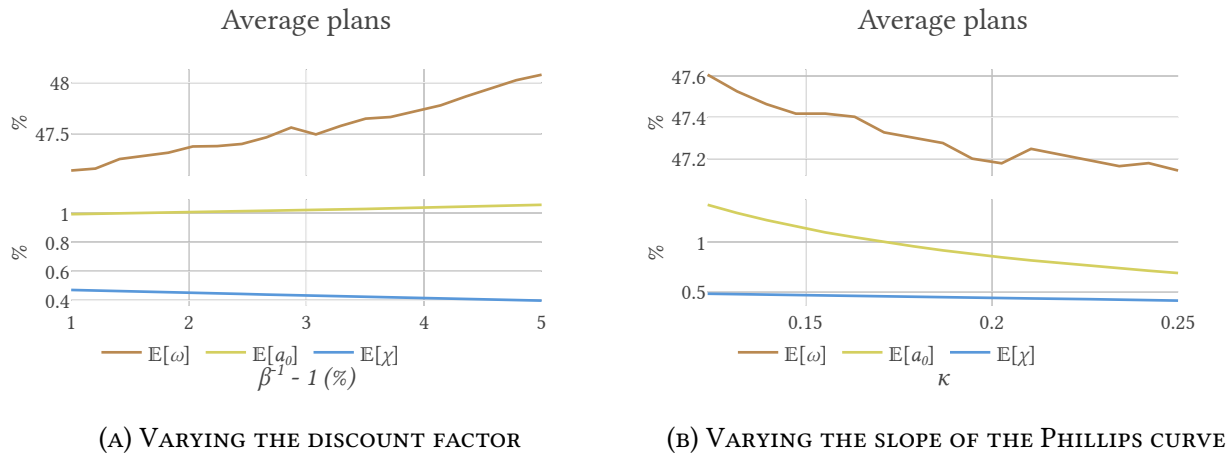 Average plans
48
47.5
%
1
0.8
0.6
0.4
%
1 2 3 4 5
𝔼[ω] 𝔼[a₀] 𝔼[χ]
β⁻¹ - 1 (%)
(A) Varying the discount factor
Average plans
47.6
47.4
47.2
%
1
0.5
%
0.15 0.2 0.25
𝔼[ω] 𝔼[a₀] 𝔼[χ]
κ
(B) Varying the slope of the Phillips curve